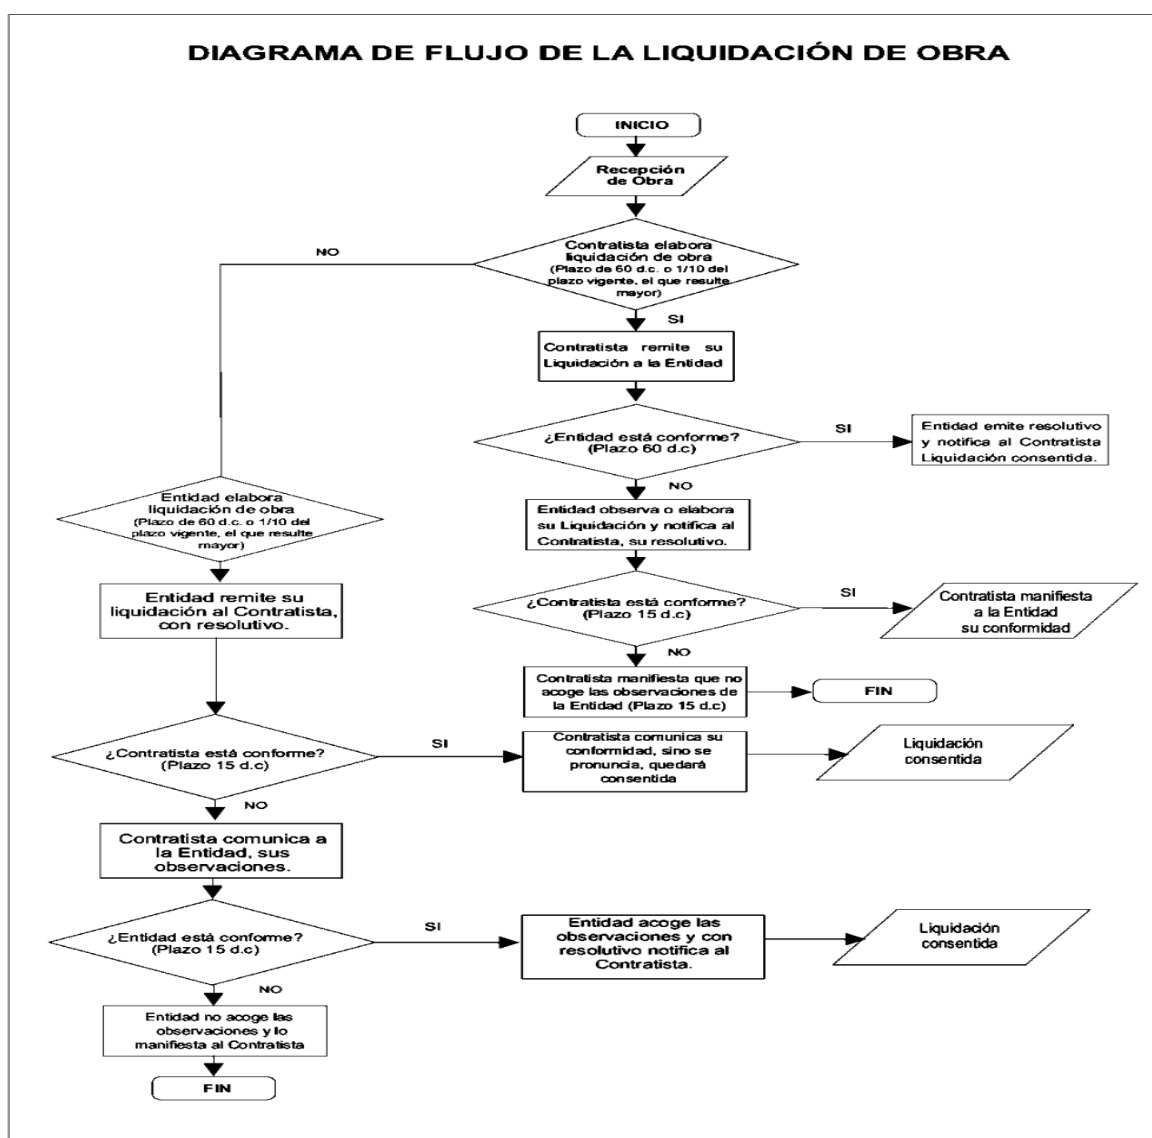 DIAGRAMA DE FLUJO DE LA LIQUIDACIÓN DE OBRA
INICIO
Recepción
de Obra
Contratista elabora
liquidación de obra
(Plazo de 60 d.c. o 1/10 del
plazo vigente, el que resulte
mayor)
NO
SI
Contratista remite su
Liquidación a la Entidad
¿Entidad está conforme?
(Plazo 60 d.c)
SI
Entidad emite resolutivo
y notifica al Contratista
Liquidación consentida.
NO
Entidad observa o elabora
su Liquidación y notifica al
Contratista, su resolutivo.
¿Contratista está conforme?
(Plazo 15 d.c)
SI
Contratista manifiesta
a la Entidad
su conformidad
NO
Contratista manifiesta que no
acoge las observaciones de
la Entidad (Plazo 15 d.c)
FIN
Entidad elabora
liquidación de obra
(Plazo de 60 d.c. o 1/10 del
plazo vigente, el que resulte
mayor)
Entidad remite su
liquidación al Contratista,
con resolutivo.
¿Contratista está conforme?
(Plazo 15 d.c)
SI
Contratista comunica su
conformidad, sino se
pronuncia, quedará
consentida
Liquidación
consentida
NO
Contratista comunica a
la Entidad, sus
observaciones.
¿Entidad está conforme?
(Plazo 15 d.c)
SI
Entidad acoge las
observaciones y con
resolutivo notifica al
Contratista.
Liquidación
consentida
NO
Entidad no acoge las
observaciones y lo
manifiesta al Contratista
FIN